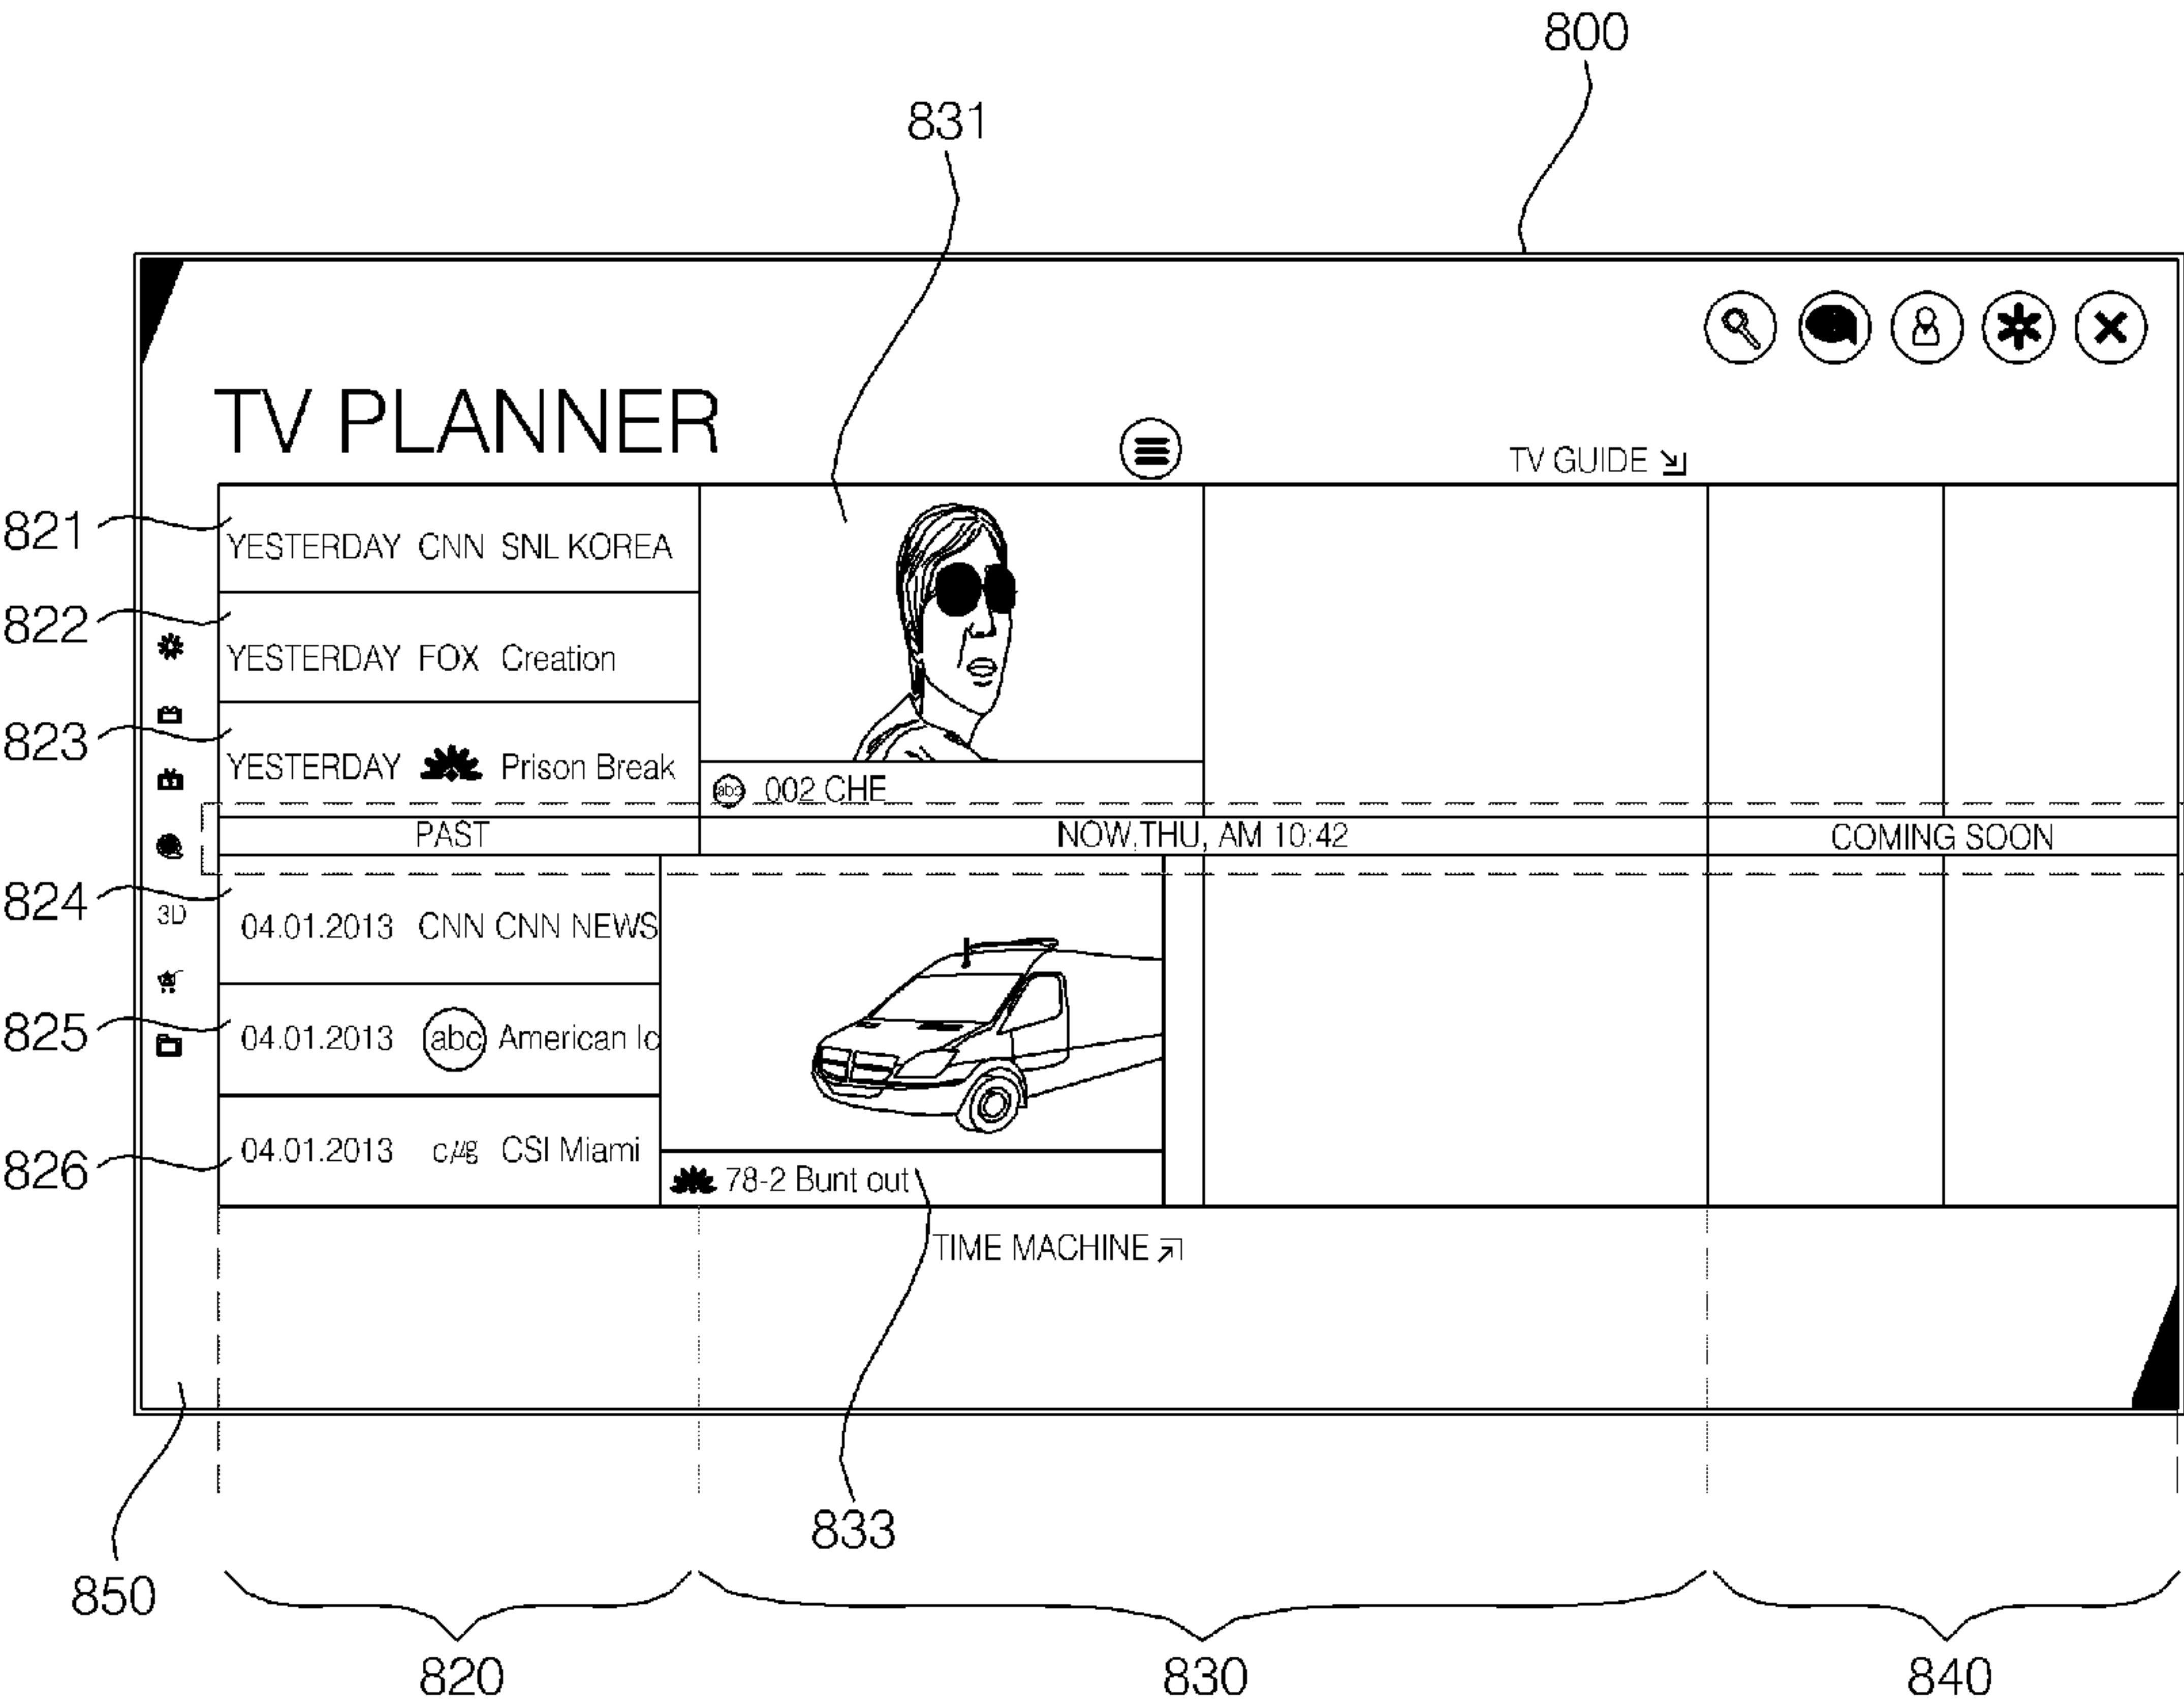 800
831
TV PLANNER
TV GUIDE
821
YESTERDAY CNN SNL KOREA
822
YESTERDAY FOX Creation
823
YESTERDAY Prison Break
abc 002 CHE
PAST
NOW,THU, AM 10:42
COMING SOON
824
3D
04.01.2013 CNN CNN NEWS
825
04.01.2013 abc American Ic
826
04.01.2013 CSI Miami
78-2 Bunt out
TIME MACHINE
833
850
820
830
840